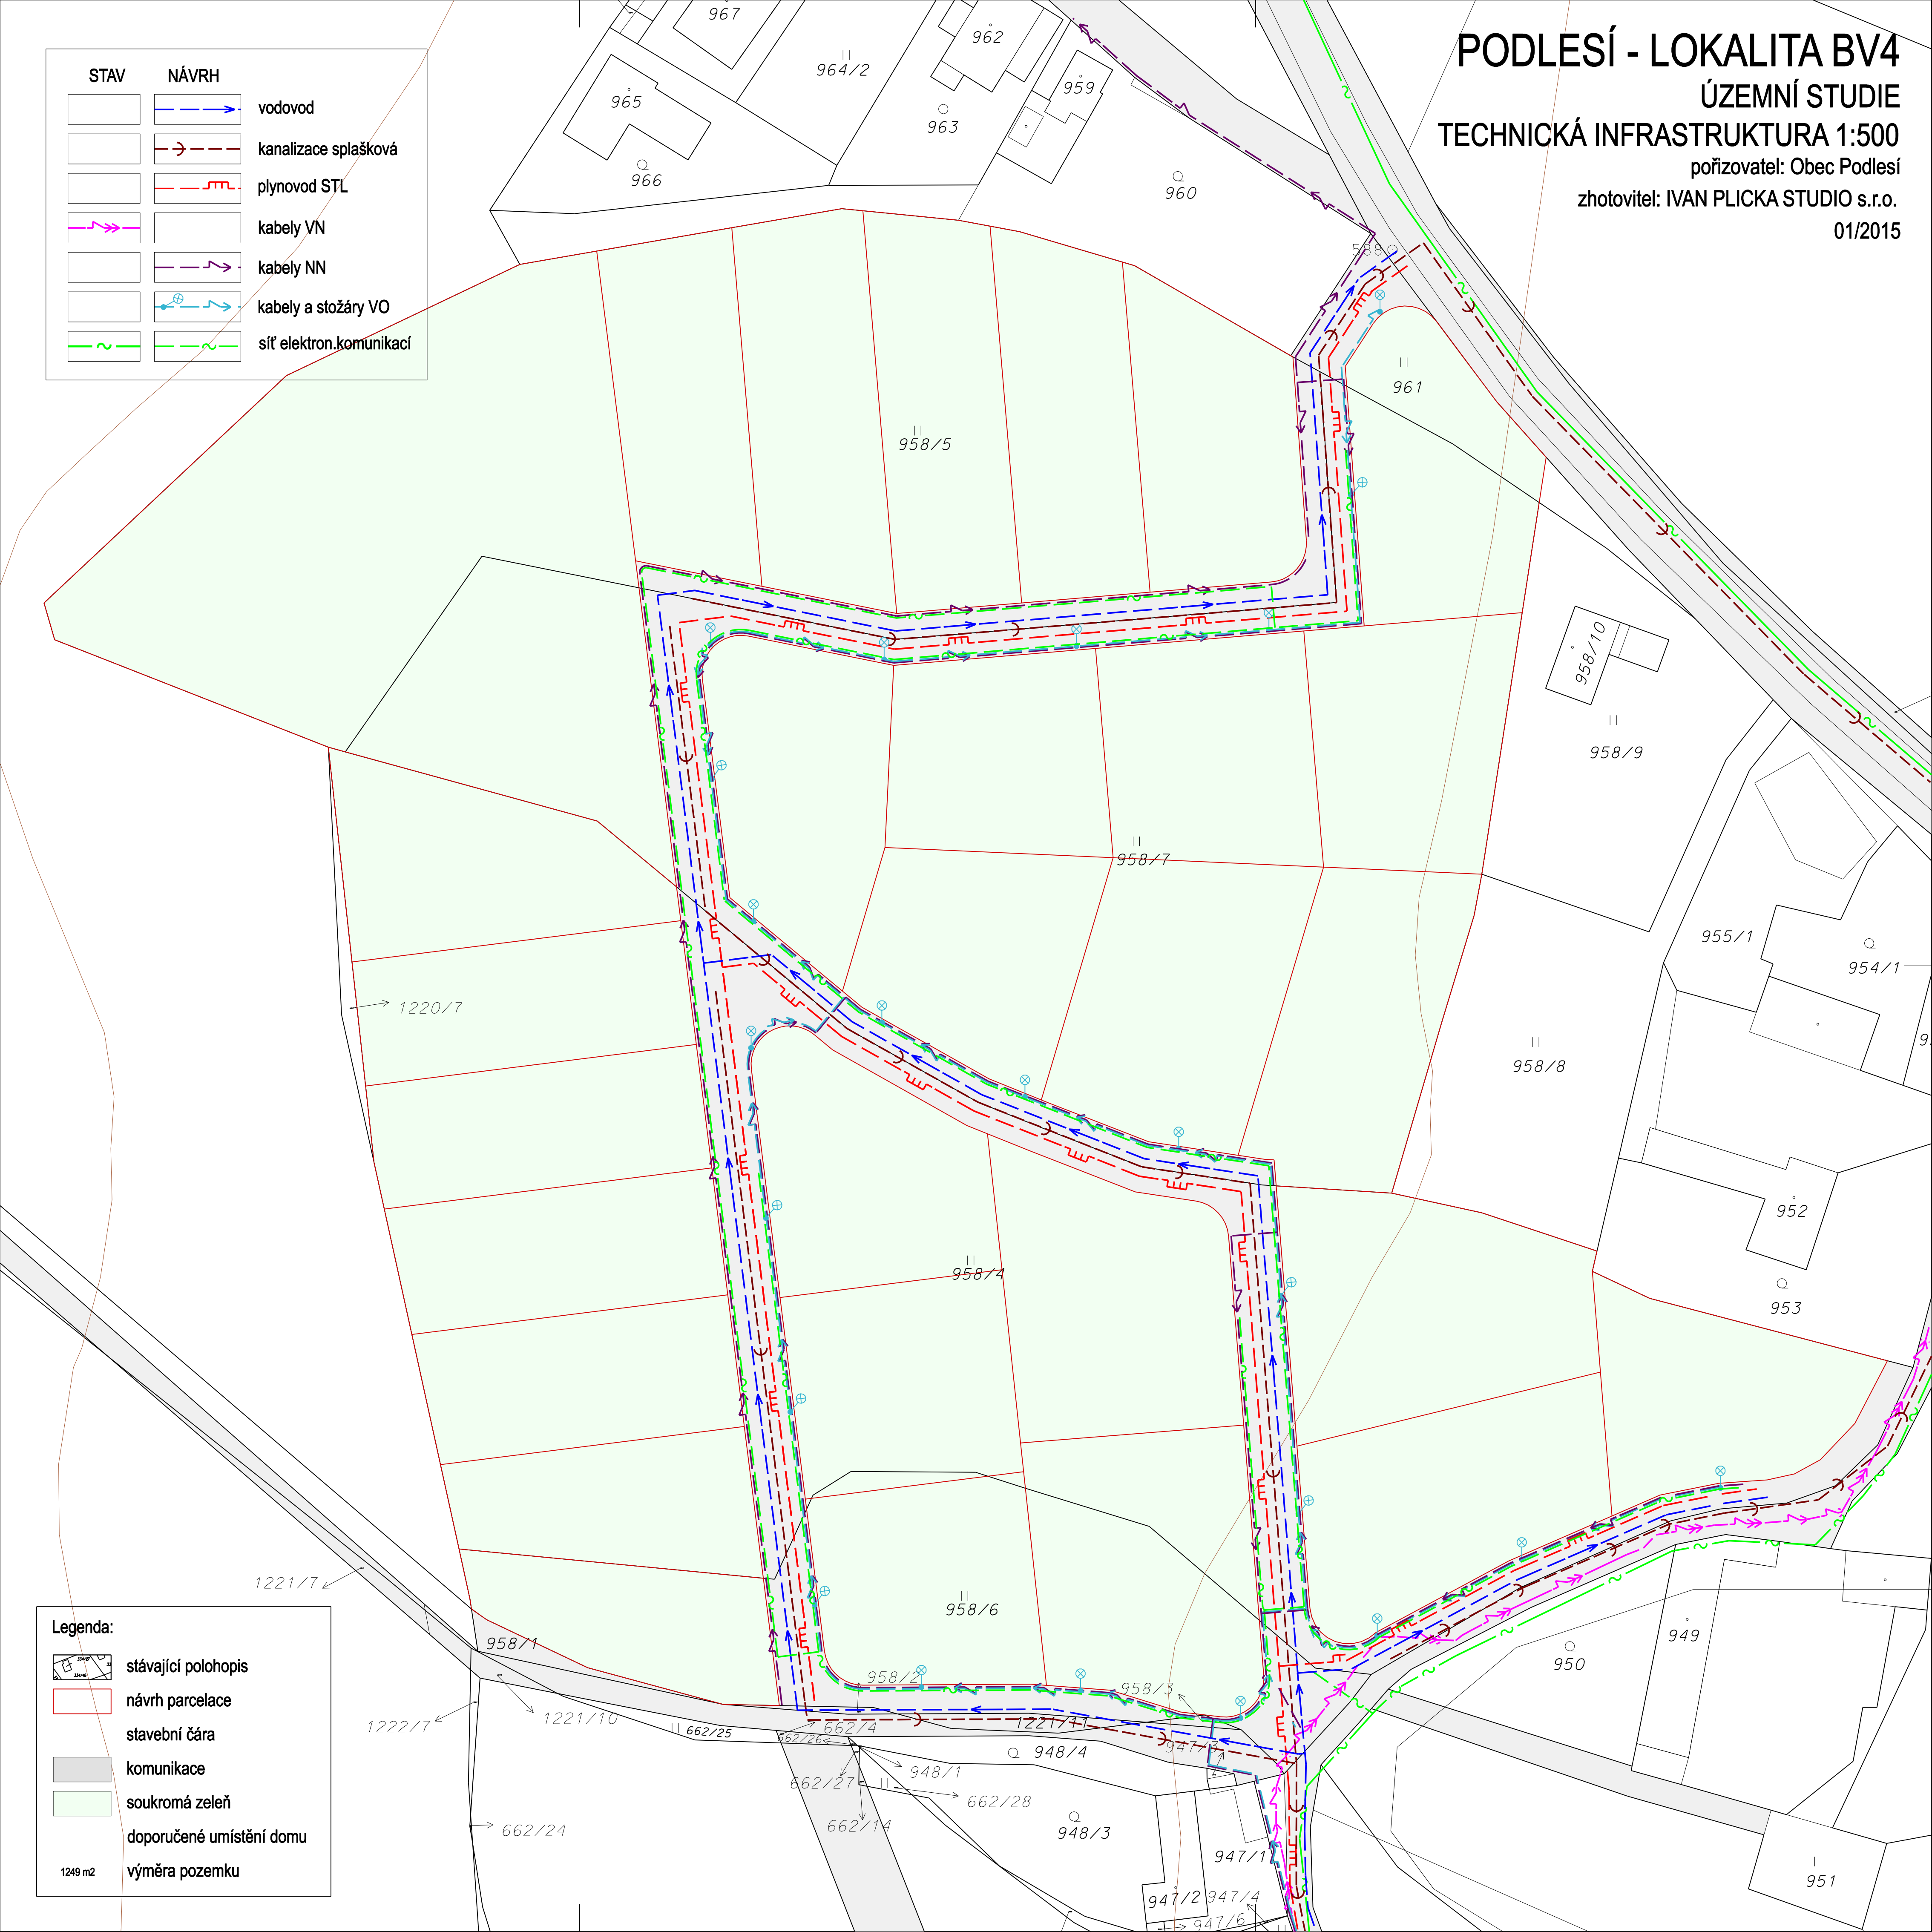 PODLESÍ - LOKALITA BV4
ÚZEMNÍ STUDIE
TECHNICKÁ INFRASTRUKTURA 1:500
pořizovatel: Obec Podlesí
zhotovitel: IVAN PLICKA STUDIO s.r.o.
01/2015
STAV NÁVRH
vodovod
kanalizace splašková
plynovod STL
kabely VN
kabely NN
kabely a stožáry VO
síť elektron.komunikací
967
962
964/2
959
965
963
966
960
588
961
958/5
958/10
958/9
958/7
955/1
954/1
1220/7
958/8
952
958/4
953
1221/7
958/6
949
958/1
950
958/2
958/3
1222/7
1221/10
662/25
662/4
1221/11
662/26
948/4
947/3
662/27
948/1
662/28
662/24
662/14
948/3
947/1
951
947/2
947/4
947/6
Legenda:
stávající polohopis
návrh parcelace
stavební čára
komunikace
soukromá zeleň
doporučené umístění domu
1249 m2 výměra pozemku